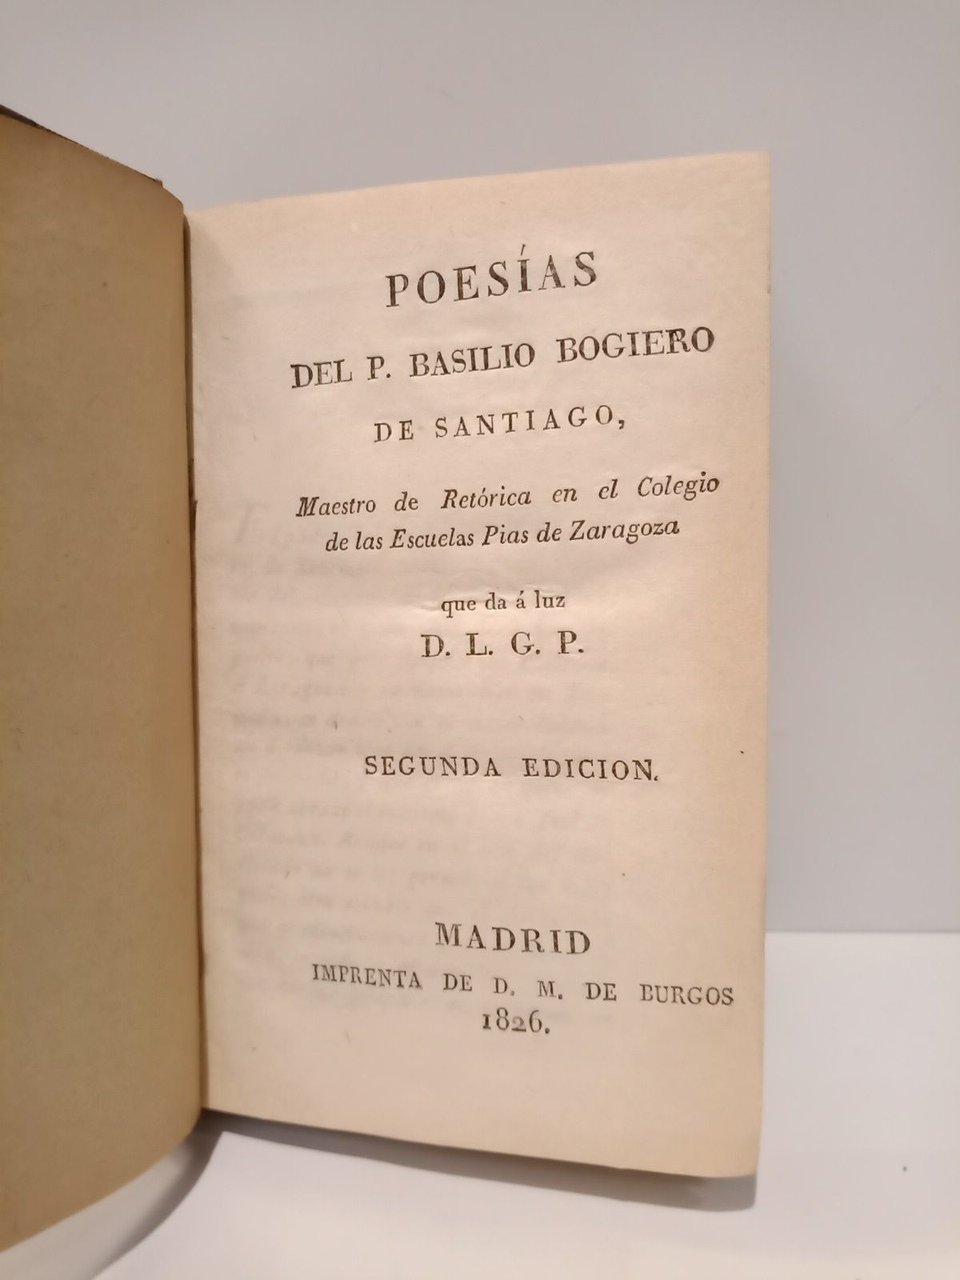 POESÍAS
DEL P. BASILIO BOGIERO
DE SANTIAGO,
Maestro de Retórica en el Colegio
de las Escuelas Pias de Zaragoza
que da á luz
D. L. G. P.
SEGUNDA EDICION.
MADRID
IMPRENTA DE D. M. DE BURGOS
1826.